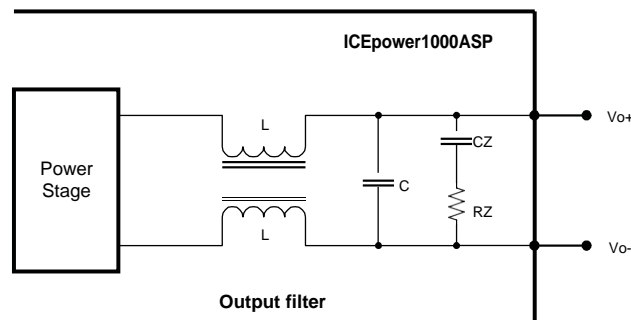 ICEpower1000ASP
L
Vo+
CZ
Power
Stage
C
RZ
L
Vo-
Output filter